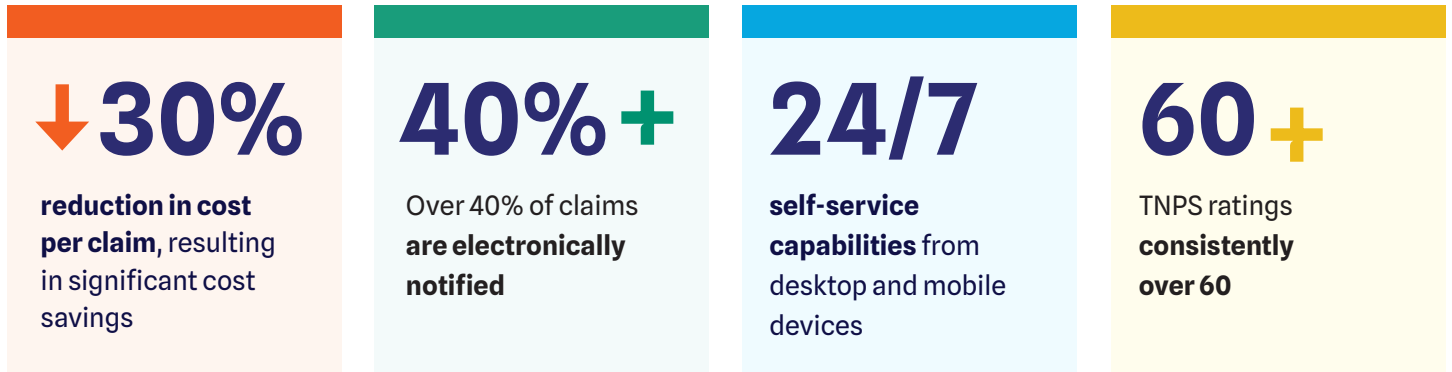 ↓30%
reduction in cost
per claim, resulting
in significant cost
savings
40%+
Over 40% of claims
are electronically
notified
24/7
self-service
capabilities from
desktop and mobile
devices
60+
TNPS ratings
consistently
over 60